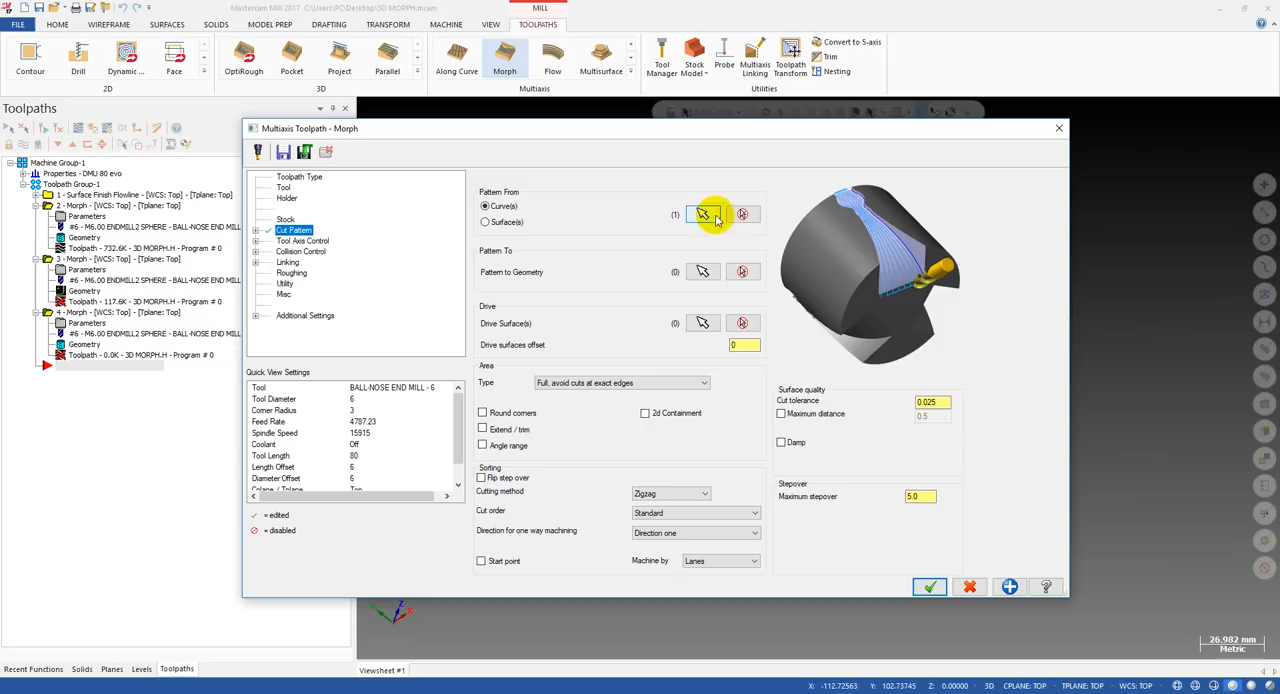 Mastercam Mill 2017 C:\Users\PC\Desktop\3D MORPH.mcam
MILL
FILE HOME WIREFRAME SURFACES SOLIDS MODEL PREP DRAFTING TRANSFORM MACHINE VIEW TOOLPATHS
Contour Drill Dynamic ... Face OptiRough Pocket Project Parallel Along Curve Morph Flow Multisurface Tool Manager Stock Model Probe Multiaxis Linking Toolpath Transform
Convert to 5-axis
Trim
Nesting
2D 3D Multiaxis Utilities
Toolpaths
Machine Group-1
Properties - DMU 80 evo
Toolpath Group-1
1 - Surface Finish Flowline - [WCS: Top] - [Tplane: Top]
2 - Morph - [WCS: Top] - [Tplane: Top]
Parameters
#6 - M6.00 ENDMILL2 SPHERE - BALL-NOSE END MILL
Geometry
Toolpath - 732.6K - 3D MORPH.H - Program # 0
3 - Morph - [WCS: Top] - [Tplane: Top]
Parameters
#6 - M6.00 ENDMILL2 SPHERE - BALL-NOSE END MILL
Geometry
Toolpath - 117.6K - 3D MORPH.H - Program # 0
4 - Morph - [WCS: Top] - [Tplane: Top]
Parameters
#6 - M6.00 ENDMILL2 SPHERE - BALL-NOSE END MILL
Geometry
Toolpath - 0.0K - 3D MORPH.H - Program # 0
Multiaxis Toolpath - Morph
Toolpath Type
Tool
Holder
Stock
Cut Pattern
Tool Axis Control
Collision Control
Linking
Roughing
Utility
Misc
Additional Settings
Quick View Settings
Tool BALL-NOSE END MILL - 6
Tool Diameter 6
Corner Radius 3
Feed Rate 4787.23
Spindle Speed 15915
Coolant Off
Tool Length 80
Length Offset 6
Diameter Offset 6
Cplane / Tplane Top
= edited
= disabled
Pattern From
Curve(s) (1)
Surface(s)
Pattern To
Pattern to Geometry (0)
Drive
Drive Surface(s) (0)
Drive surfaces offset 0
Area
Type Full, avoid cuts at exact edges
Round corners 2d Containment
Extend / trim
Angle range
Sorting
Flip step over
Cutting method Zigzag
Cut order Standard
Direction for one way machining Direction one
Start point Machine by Lanes
Surface quality
Cut tolerance 0.025
Maximum distance 0.5
Damp
Stepover
Maximum stepover 5.0
Z
X
26.982 mm
Metric
Recent Functions Solids Planes Levels Toolpaths
Viewsheet #1
X: -112.72563 Y: 102.73745 Z: 0.00000 3D CPLANE: TOP TPLANE: TOP WCS: TOP